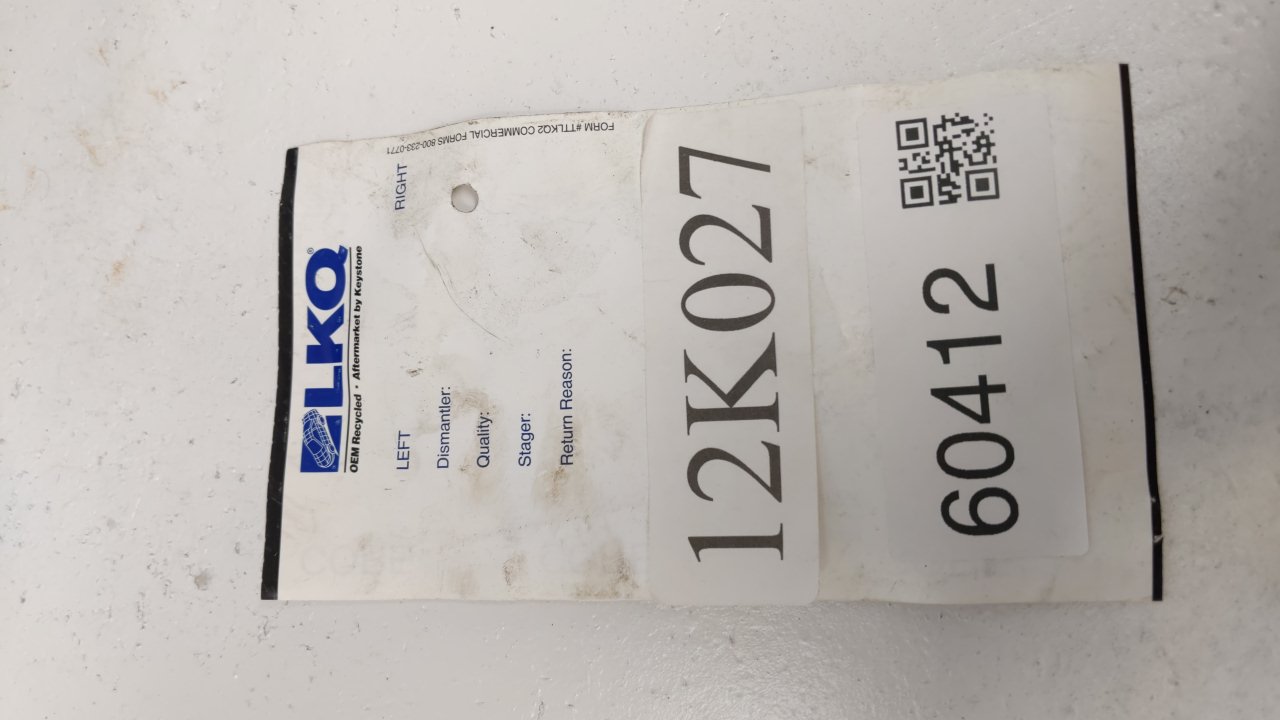 LKQ®
OEM Recycled · Aftermarket by Keystone
LEFT RIGHT
Dismantler:
Quality:
Stager:
Return Reason:
FORM #TTLKQ2 COMMERCIAL FORMS 800-233-0771
12K027
60412